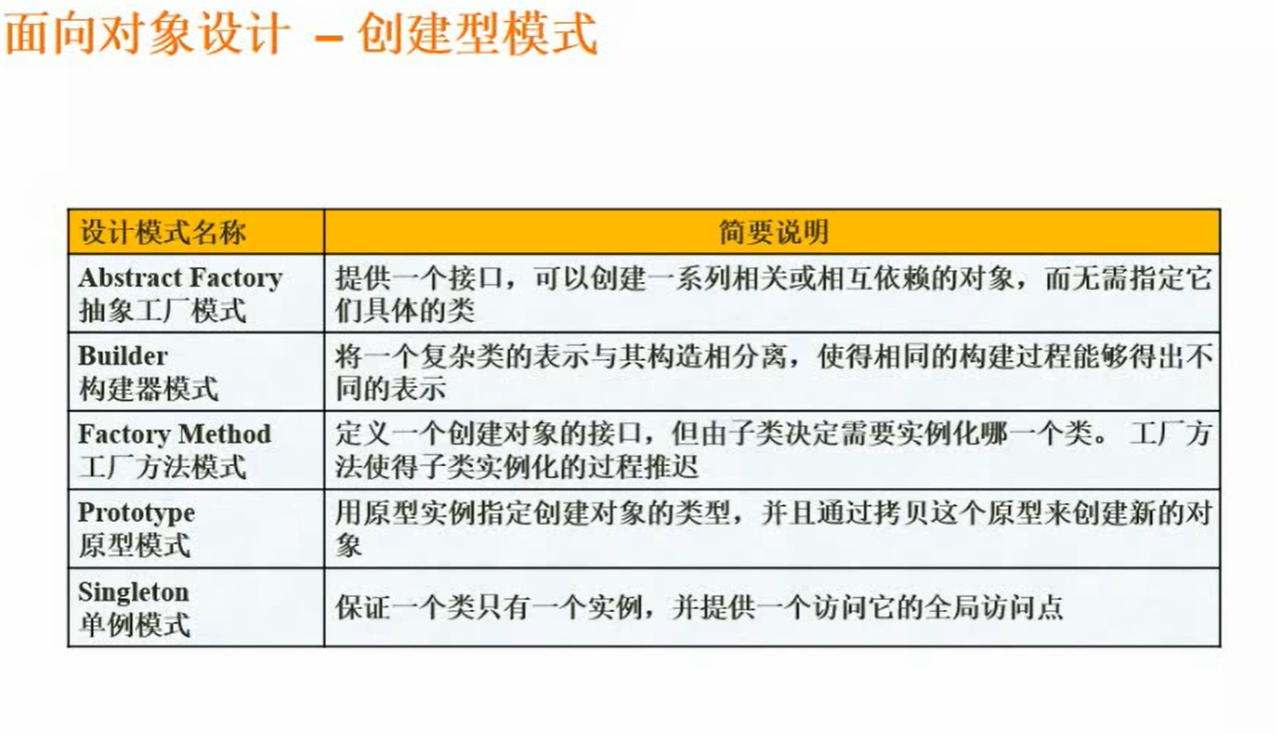 面向对象设计 – 创建型模式
设计模式名称
简要说明
Abstract Factory
抽象工厂模式
提供一个接口，可以创建一系列相关或相互依赖的对象，而无需指定它
们具体的类
Builder
构建器模式
将一个复杂类的表示与其构造相分离，使得相同的构建过程能够得出不
同的表示
Factory Method
工厂方法模式
定义一个创建对象的接口，但由子类决定需要实例化哪一个类。 工厂方
法使得子类实例化的过程推迟
Prototype
原型模式
用原型实例指定创建对象的类型，并且通过拷贝这个原型来创建新的对
象
Singleton
单例模式
保证一个类只有一个实例，并提供一个访问它的全局访问点